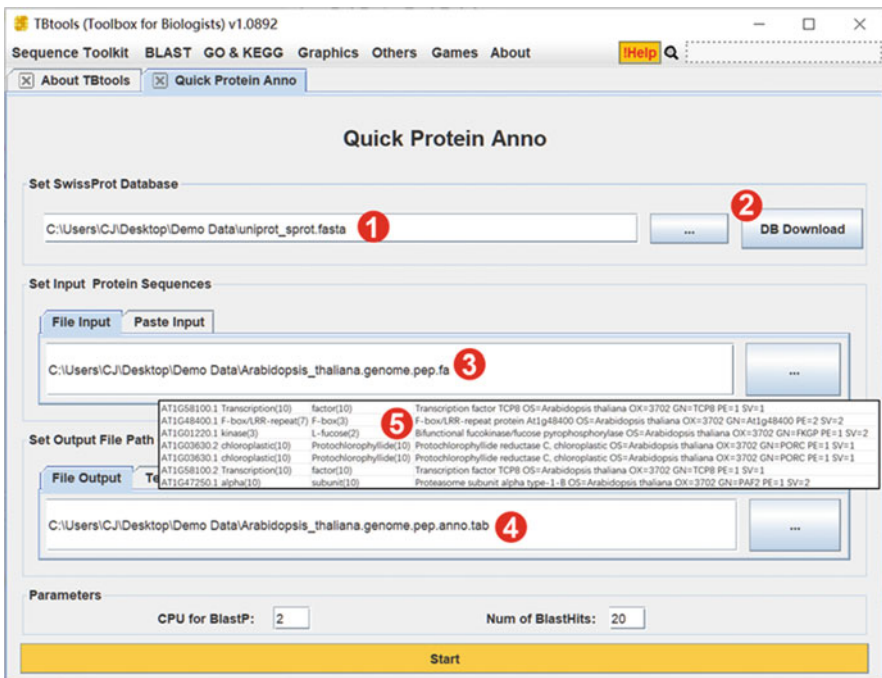 TBtools (Toolbox for Biologists) v1.0892
Sequence Toolkit BLAST GO & KEGG Graphics Others Games About !Help
About TBtools Quick Protein Anno
Quick Protein Anno
Set SwissProt Database
2
C:\Users\CJ\Desktop\Demo Data\uniprot_sprot.fasta 1 ... DB Download
Set Input Protein Sequences
File Input Paste Input
C:\Users\CJ\Desktop\Demo Data\Arabidopsis_thaliana.genome.pep.fa 3 ...
AT1G58100.1 Transcription(10) factor(10) Transcription factor TCP8 OS=Arabidopsis thaliana OX=3702 GN=TCP8 PE=1 SV=1
AT1G48400.1 F-box/LRR-repeat(7) F-box(3) 5 F-box/LRR-repeat protein At1g48400 OS=Arabidopsis thaliana OX=3702 GN=At1g48400 PE=2 SV=2
AT1G01220.1 kinase(3) L-fucose(2) Bifunctional fucokinase/fucose pyrophosphorylase OS=Arabidopsis thaliana OX=3702 GN=FKGP PE=1 SV=2
AT1G03630.2 chloroplastic(10) Protochlorophyllide(10) Protochlorophyllide reductase C, chloroplastic OS=Arabidopsis thaliana OX=3702 GN=PORC PE=1 SV=1
AT1G03630.1 chloroplastic(10) Protochlorophyllide(10) Protochlorophyllide reductase C, chloroplastic OS=Arabidopsis thaliana OX=3702 GN=PORC PE=1 SV=1
AT1G58100.2 Transcription(10) factor(10) Transcription factor TCP8 OS=Arabidopsis thaliana OX=3702 GN=TCP8 PE=1 SV=1
AT1G47250.1 alpha(10) subunit(10) Proteasome subunit alpha type-1-B OS=Arabidopsis thaliana OX=3702 GN=PAF2 PE=1 SV=2
Set Output File Path
File Output Te
C:\Users\CJ\Desktop\Demo Data\Arabidopsis_thaliana.genome.pep.anno.tab 4 ...
Parameters
CPU for BlastP: 2 Num of BlastHits: 20
Start